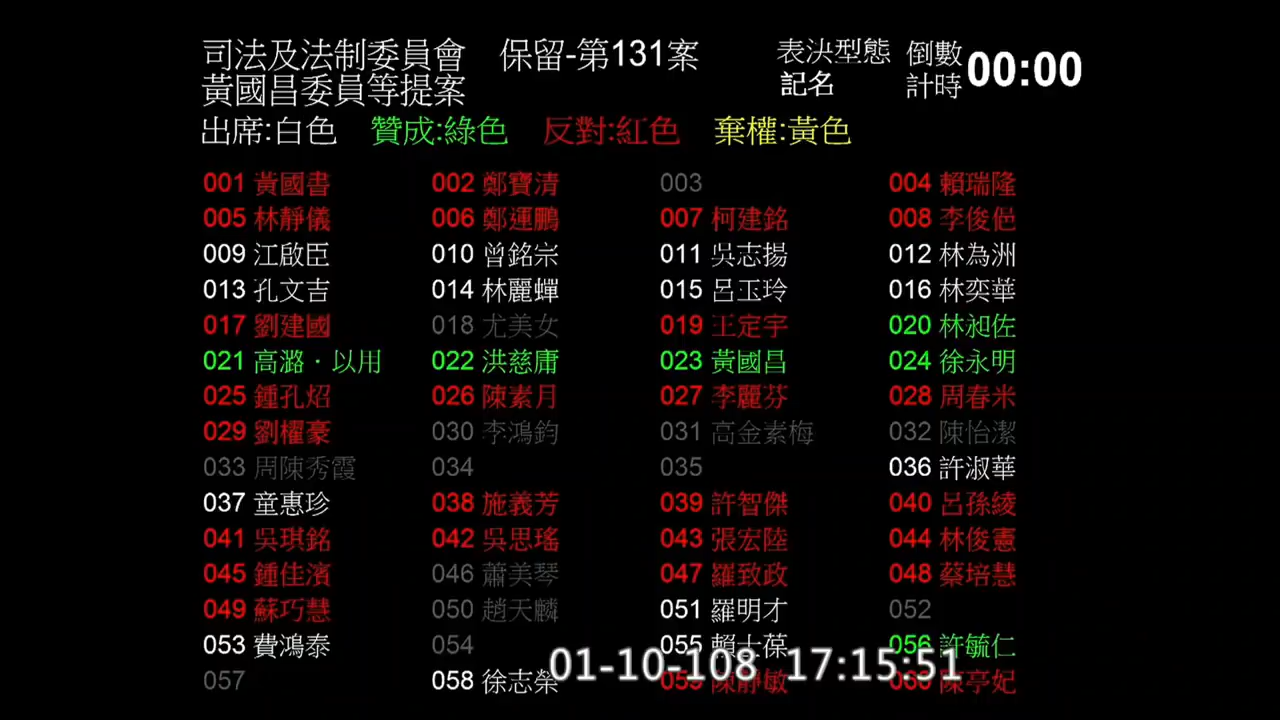 司法及法制委員會 保留-第131案 表決型態 倒數 00:00
黃國昌委員等提案 記名 計時
出席:白色 贊成:綠色 反對:紅色 棄權:黃色
001 黃國書 002 鄭寶清 003 004 賴瑞隆
005 林靜儀 006 鄭運鵬 007 柯建銘 008 李俊俋
009 江啟臣 010 曾銘宗 011 吳志揚 012 林為洲
013 孔文吉 014 林麗蟬 015 呂玉玲 016 林奕華
017 劉建國 018 尤美女 019 王定宇 020 林昶佐
021 高潞．以用 022 洪慈庸 023 黃國昌 024 徐永明
025 鍾孔炤 026 陳素月 027 李麗芬 028 周春米
029 劉櫂豪 030 李鴻鈞 031 高金素梅 032 陳怡潔
033 周陳秀霞 034 035 036 許淑華
037 童惠珍 038 施義芳 039 許智傑 040 呂孫綾
041 吳琪銘 042 吳思瑤 043 張宏陸 044 林俊憲
045 鍾佳濱 046 蕭美琴 047 羅致政 048 蔡培慧
049 蘇巧慧 050 趙天麟 051 羅明才 052
053 費鴻泰 054 055 賴士葆 056 許毓仁
057 058 徐志榮 059 陳靜敏 060 陳亭妃
01-10-108 17:15:51